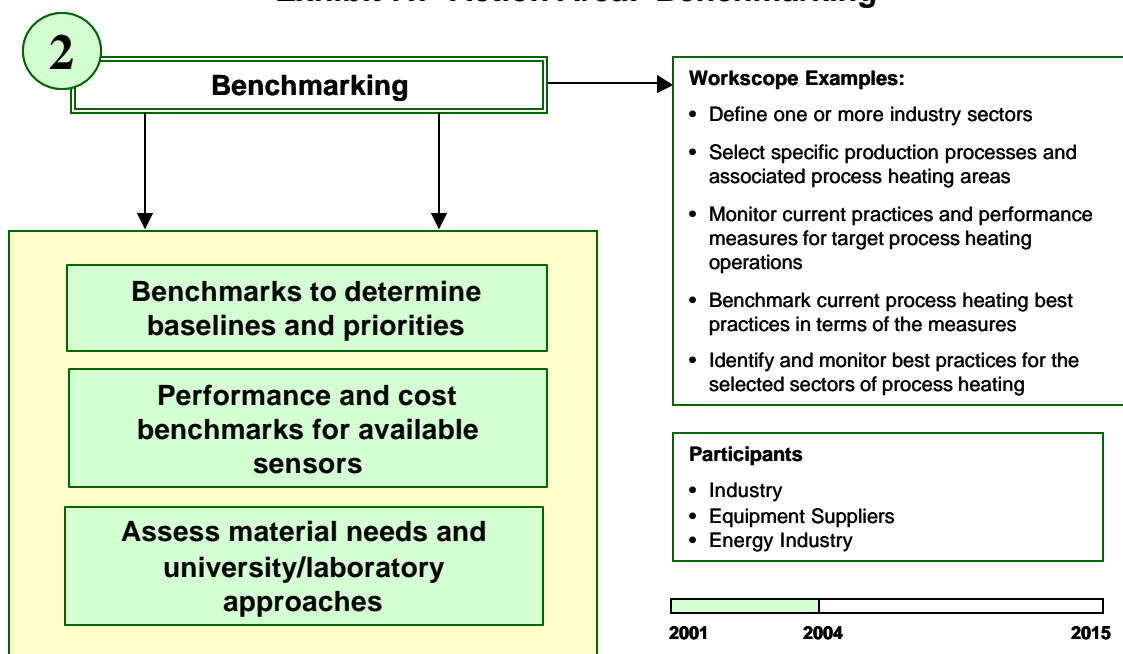 2
Benchmarking
Benchmarks to determine
baselines and priorities
Performance and cost
benchmarks for available
sensors
Assess material needs and
university/laboratory
approaches
Workscope Examples:
• Define one or more industry sectors
• Select specific production processes and
associated process heating areas
• Monitor current practices and performance
measures for target process heating
operations
• Benchmark current process heating best
practices in terms of the measures
• Identify and monitor best practices for the
selected sectors of process heating
Participants
• Industry
• Equipment Suppliers
• Energy Industry
2001 2004 2015